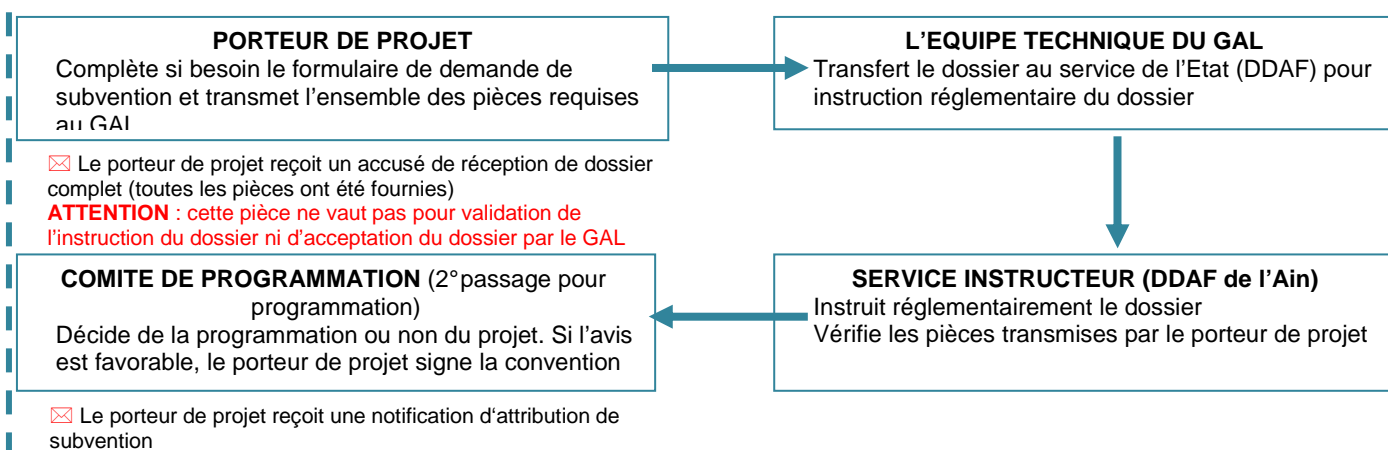 PORTEUR DE PROJET
Complète si besoin le formulaire de demande de
subvention et transmet l’ensemble des pièces requises
au GAL
✉ Le porteur de projet reçoit un accusé de réception de dossier
complet (toutes les pièces ont été fournies)
ATTENTION : cette pièce ne vaut pas pour validation de
l’instruction du dossier ni d’acceptation du dossier par le GAL
L’EQUIPE TECHNIQUE DU GAL
Transfert le dossier au service de l’Etat (DDAF) pour
instruction réglementaire du dossier
SERVICE INSTRUCTEUR (DDAF de l’Ain)
Instruit réglementairement le dossier
Vérifie les pièces transmises par le porteur de projet
COMITE DE PROGRAMMATION (2° passage pour
programmation)
Décide de la programmation ou non du projet. Si l’avis
est favorable, le porteur de projet signe la convention
✉ Le porteur de projet reçoit une notification d‘attribution de
subvention